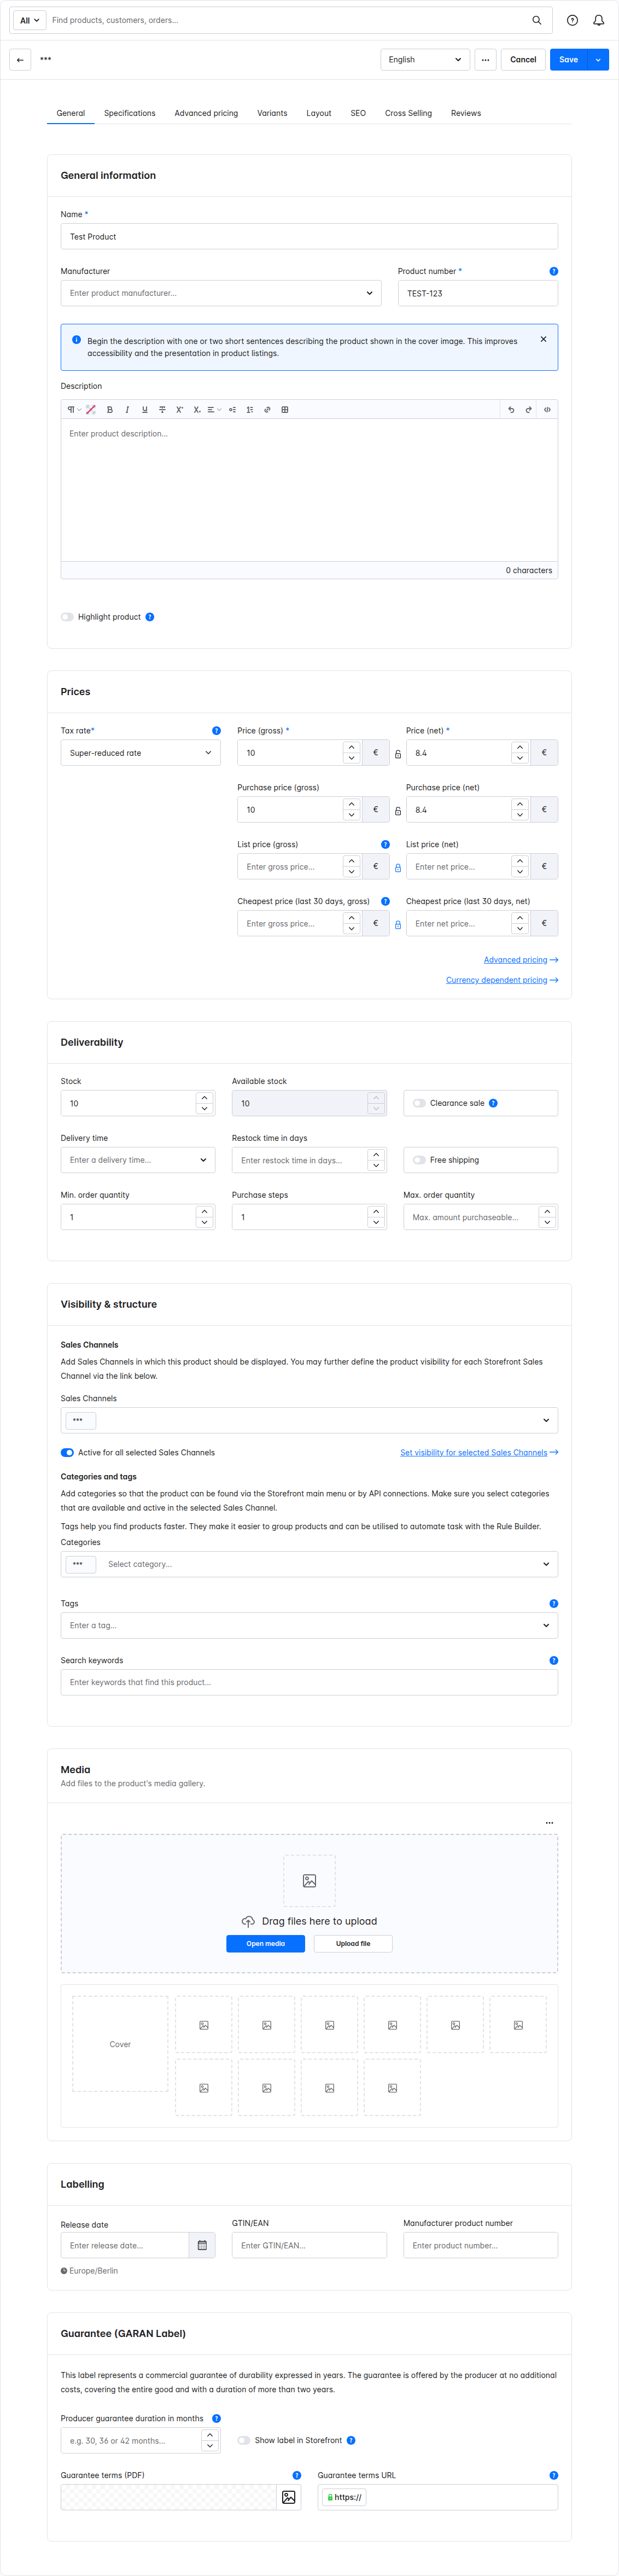 All
Find products, customers, orders...
English
Cancel
Save
General
Specifications
Advanced pricing
Variants
Layout
SEO
Cross Selling
Reviews
General information
Name *
Test Product
Manufacturer
Product number *
Enter product manufacturer...
TEST-123
Begin the description with one or two short sentences describing the product shown in the cover image. This improves
accessibility and the presentation in product listings.
Description
Enter product description...
0 characters
Highlight product
Prices
Tax rate*
Price (gross) *
Price (net) *
Super-reduced rate
10
€
8.4
€
Purchase price (gross)
Purchase price (net)
10
€
8.4
€
List price (gross)
List price (net)
Enter gross price...
€
Enter net price...
€
Cheapest price (last 30 days, gross)
Cheapest price (last 30 days, net)
Enter gross price...
€
Enter net price...
€
Advanced pricing
Currency dependent pricing
Deliverability
Stock
Available stock
10
10
Clearance sale
Delivery time
Restock time in days
Enter a delivery time...
Enter restock time in days...
Free shipping
Min. order quantity
Purchase steps
Max. order quantity
1
1
Max. amount purchaseable...
Visibility & structure
Sales Channels
Add Sales Channels in which this product should be displayed. You may further define the product visibility for each Storefront Sales
Channel via the link below.
Sales Channels
***
Active for all selected Sales Channels
Set visibility for selected Sales Channels
Categories and tags
Add categories so that the product can be found via the Storefront main menu or by API connections. Make sure you select categories
that are available and active in the selected Sales Channel.
Tags help you find products faster. They make it easier to group products and can be utilised to automate task with the Rule Builder.
Categories
***
Select category...
Tags
Enter a tag...
Search keywords
Enter keywords that find this product...
Media
Add files to the product's media gallery.
Drag files here to upload
Open media
Upload file
Cover
Labelling
Release date
GTIN/EAN
Manufacturer product number
Enter release date...
Enter GTIN/EAN...
Enter product number...
Europe/Berlin
Guarantee (GARAN Label)
This label represents a commercial guarantee of durability expressed in years. The guarantee is offered by the producer at no additional
costs, covering the entire good and with a duration of more than two years.
Producer guarantee duration in months
e.g. 30, 36 or 42 months...
Show label in Storefront
Guarantee terms (PDF)
Guarantee terms URL
https://